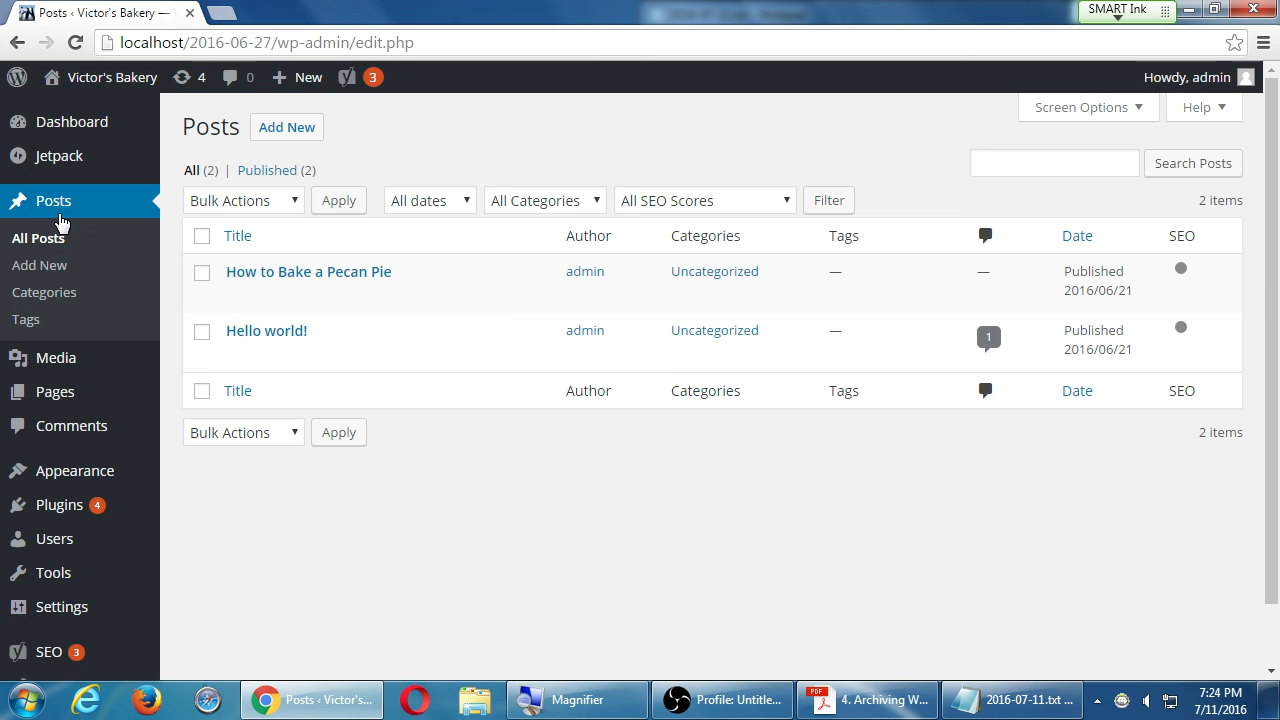 Posts ‹ Victor's Bakery —
SMART Ink
localhost/2016-06-27/wp-admin/edit.php
Victor's Bakery 4 0 New 3 Howdy, admin
Dashboard
Jetpack
Posts
All Posts
Add New
Categories
Tags
Media
Pages
Comments
Appearance
Plugins 4
Users
Tools
Settings
SEO 3
Screen Options Help
Posts Add New
All (2) | Published (2)
Search Posts
Bulk Actions Apply All dates All Categories All SEO Scores Filter 2 items
Title Author Categories Tags Date SEO
How to Bake a Pecan Pie admin Uncategorized — — Published
2016/06/21
Hello world! admin Uncategorized — 1 Published
2016/06/21
Title Author Categories Tags Date SEO
Bulk Actions Apply 2 items
Posts ‹ Victor's... Magnifier Profile: Untitle... PDF 4. Archiving W... 2016-07-11.txt ... 7:24 PM
7/11/2016